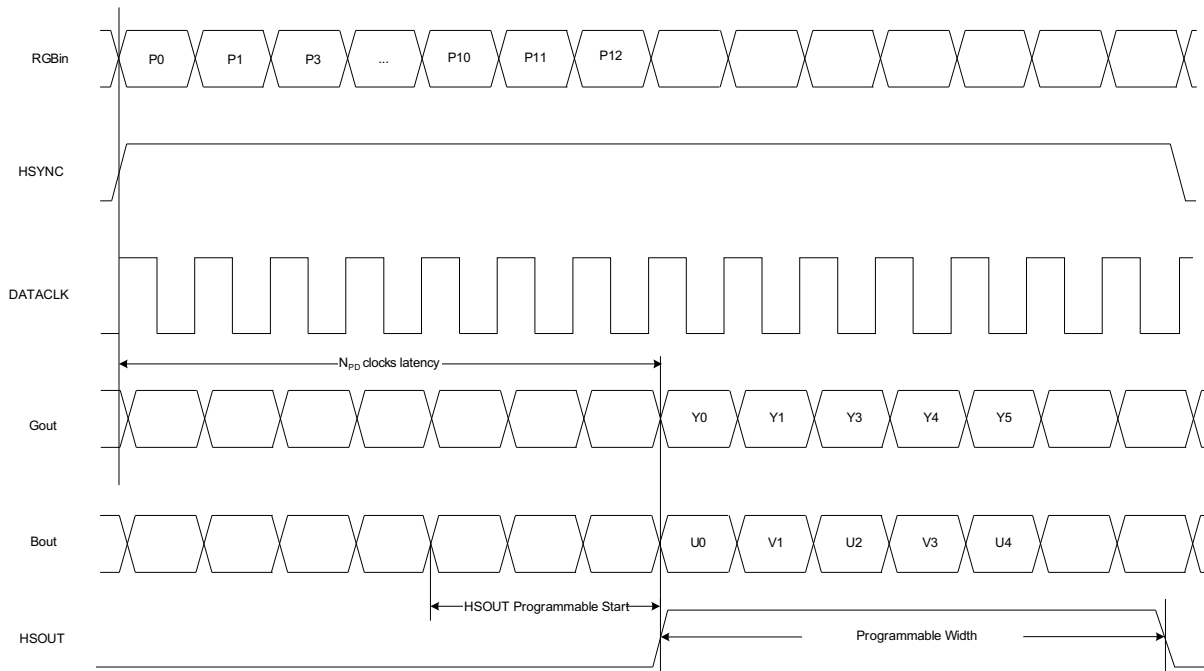 RGBin P0 P1 P3 ... P10 P11 P12
HSYNC
DATACLK
NPD clocks latency
Gout Y0 Y1 Y3 Y4 Y5
Bout U0 V1 U2 V3 U4
HSOUT Programmable Start
HSOUT Programmable Width